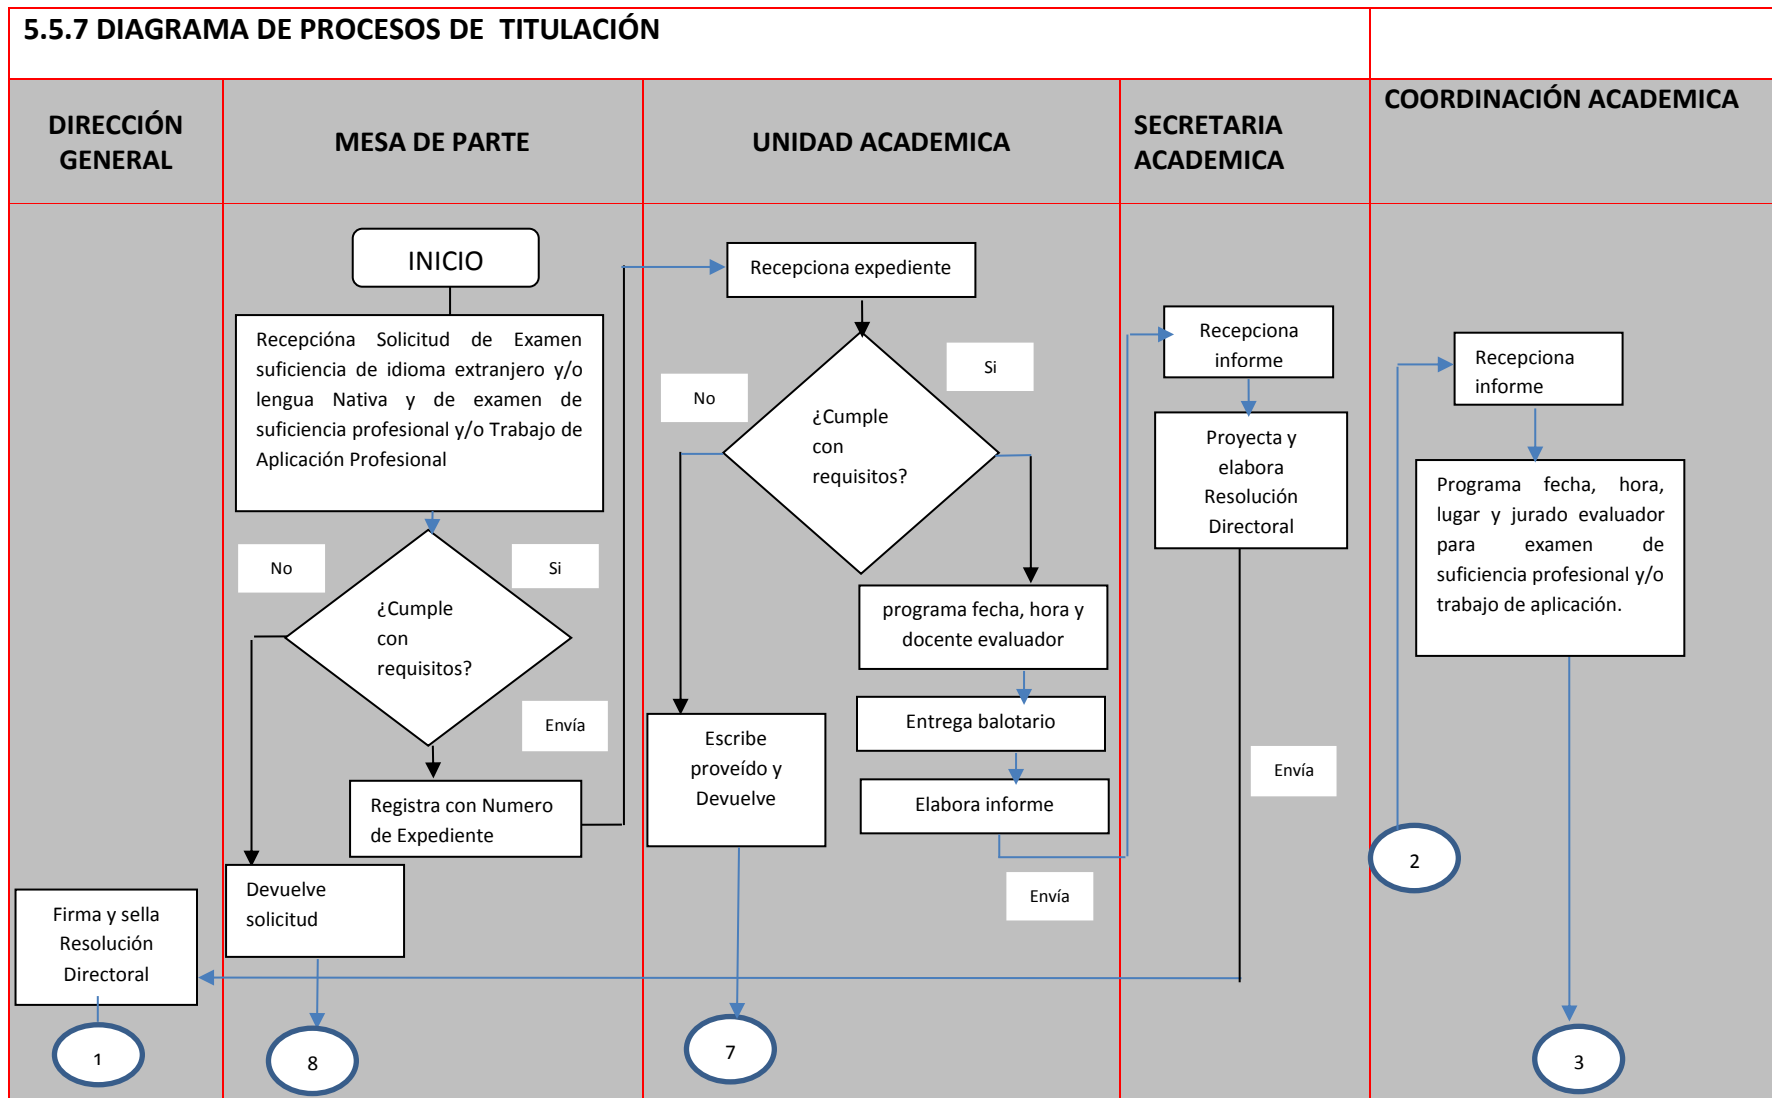 5.5.7 DIAGRAMA DE PROCESOS DE TITULACIÓN
DIRECCIÓN
GENERAL
MESA DE PARTE
UNIDAD ACADEMICA
SECRETARIA
ACADEMICA
COORDINACIÓN ACADEMICA
INICIO
Recepcióna Solicitud de Examen
suficiencia de idioma extranjero y/o
lengua Nativa y de examen de
suficiencia profesional y/o Trabajo de
Aplicación Profesional
No
Si
¿Cumple
con
requisitos?
Envía
Registra con Numero
de Expediente
Devuelve
solicitud
Firma y sella
Resolución
Directoral
1
8
Recepciona expediente
No
Si
¿Cumple
con
requisitos?
programa fecha, hora y
docente evaluador
Entrega balotario
Elabora informe
Escribe
proveído y
Devuelve
Envía
7
Recepciona
informe
Proyecta y
elabora
Resolución
Directoral
Envía
Recepciona
informe
Programa fecha, hora,
lugar y jurado evaluador
para examen de
suficiencia profesional y/o
trabajo de aplicación.
2
3